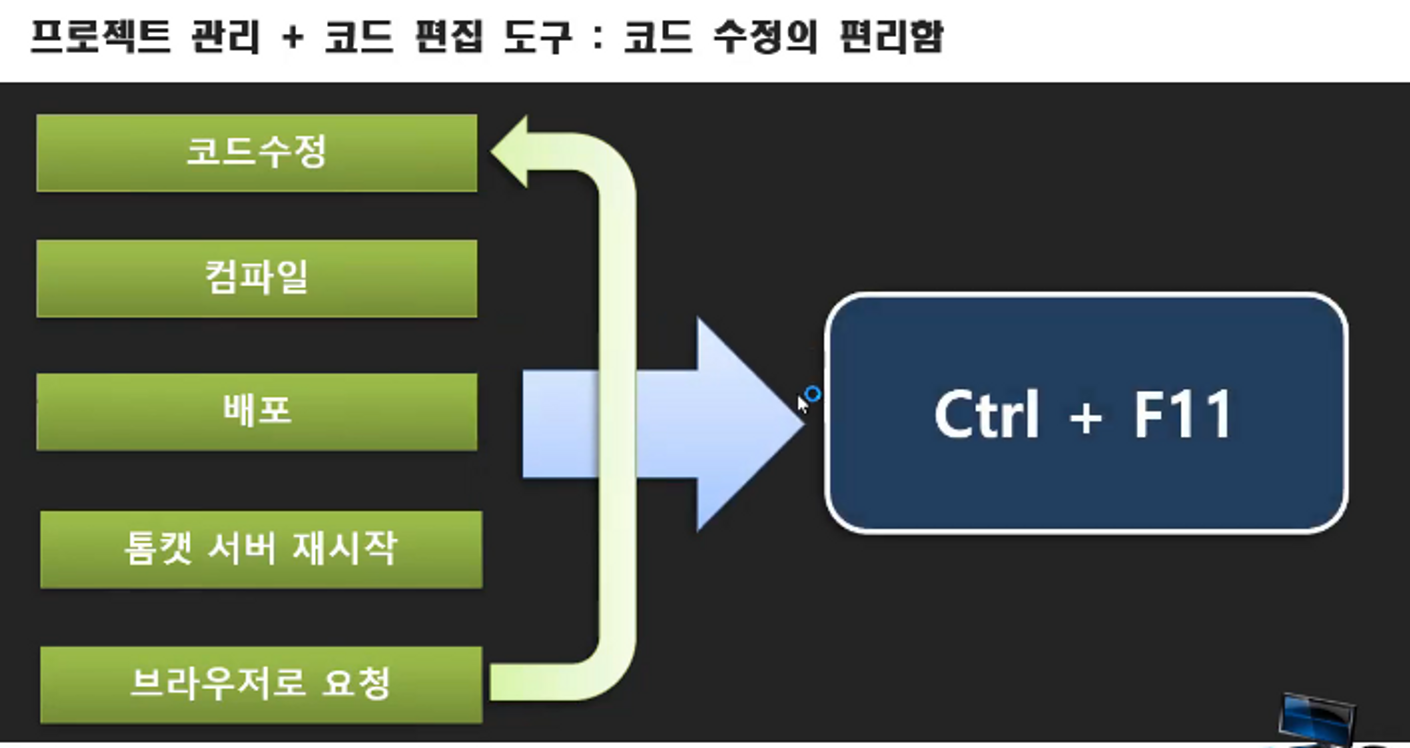 프로젝트 관리 + 코드 편집 도구 : 코드 수정의 편리함
코드수정
컴파일
배포
톰캣 서버 재시작
브라우저로 요청
Ctrl + F11